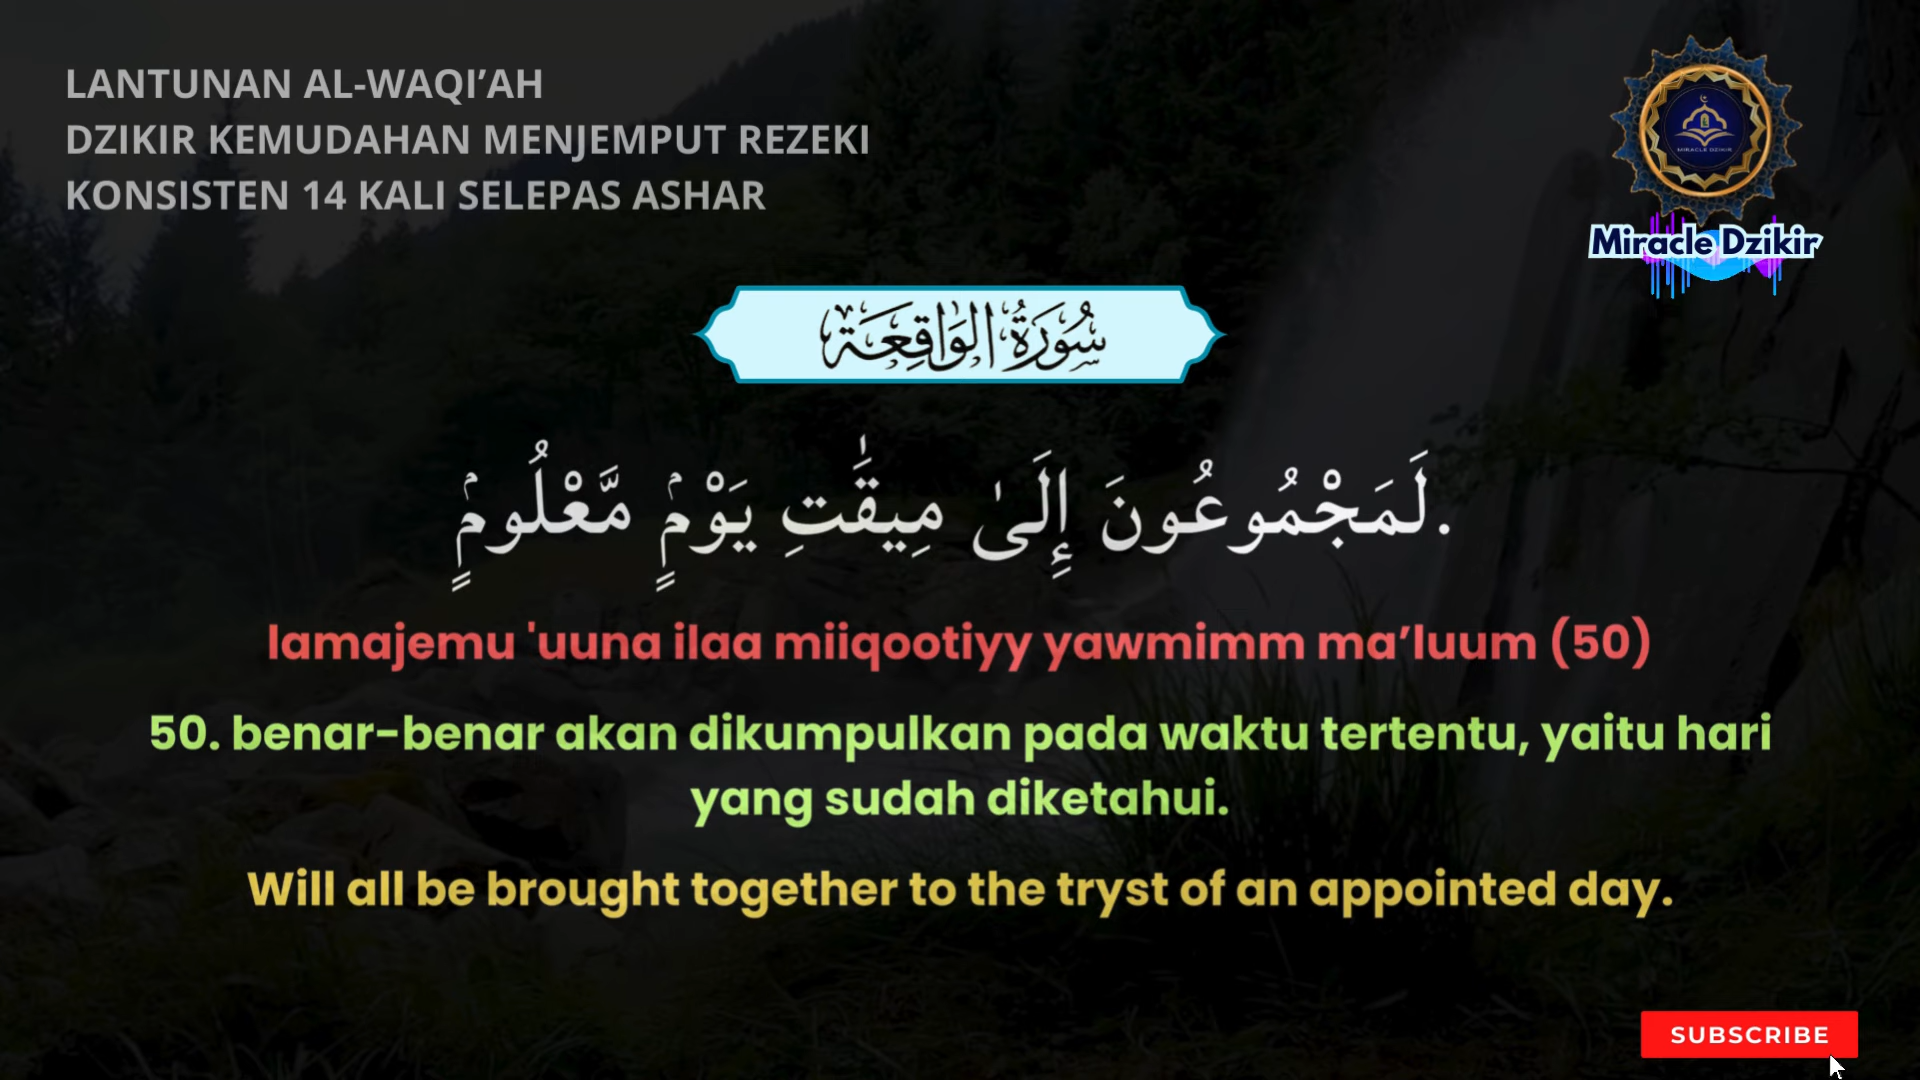 LANTUNAN AL-WAQI’AH
DZIKIR KEMUDAHAN MENJEMPUT REZEKI
KONSISTEN 14 KALI SELEPAS ASHAR
MIRACLE DZIKIR
Miracle Dzikir
سُورَةُ الوَاقِعَة
.لَمَجْمُوعُونَ إِلَىٰ مِيقَٰتِ يَوْمٍۢ مَّعْلُومٍۢ
lamajemu 'uuna ilaa miiqootiyy yawmimm ma’luum (50)
50. benar-benar akan dikumpulkan pada waktu tertentu, yaitu hari
yang sudah diketahui.
Will all be brought together to the tryst of an appointed day.
SUBSCRIBE